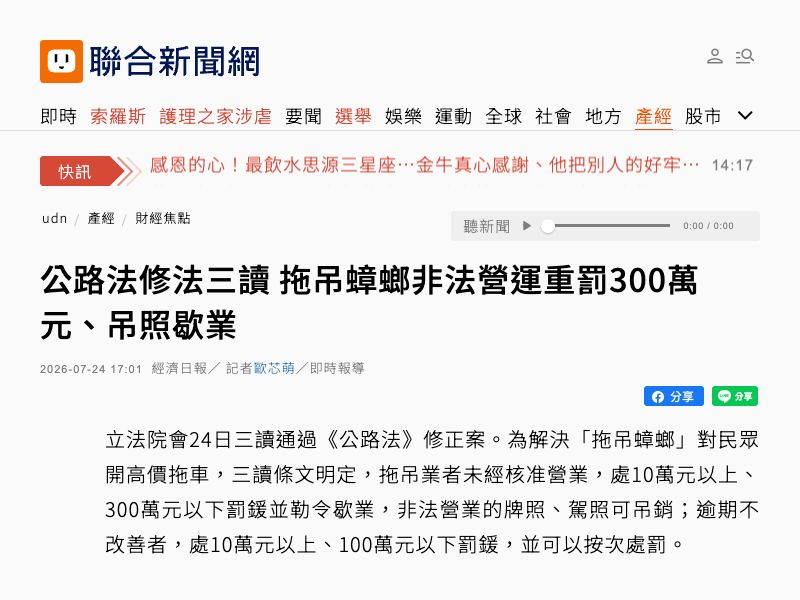 聯合新聞網
即時 索羅斯 護理之家涉虐 要聞 選舉 娛樂 運動 全球 社會 地方 產經 股市
快訊 感恩的心！最飲水思源三星座…金牛真心感謝、他把別人的好牢… 14:17
udn / 產經 / 財經焦點
聽新聞 0:00 / 0:00
公路法修法三讀 拖吊蟑螂非法營運重罰300萬
元、吊照歇業
2026-07-24 17:01 經濟日報／ 記者歐芯萌／即時報導
分享 分享
立法院會24日三讀通過《公路法》修正案。為解決「拖吊蟑螂」對民眾
開高價拖車，三讀條文明定，拖吊業者未經核准營業，處10萬元以上、
300萬元以下罰鍰並勒令歇業，非法營業的牌照、駕照可吊銷；逾期不
改善者，處10萬元以上、100萬元以下罰鍰，並可以按次處罰。